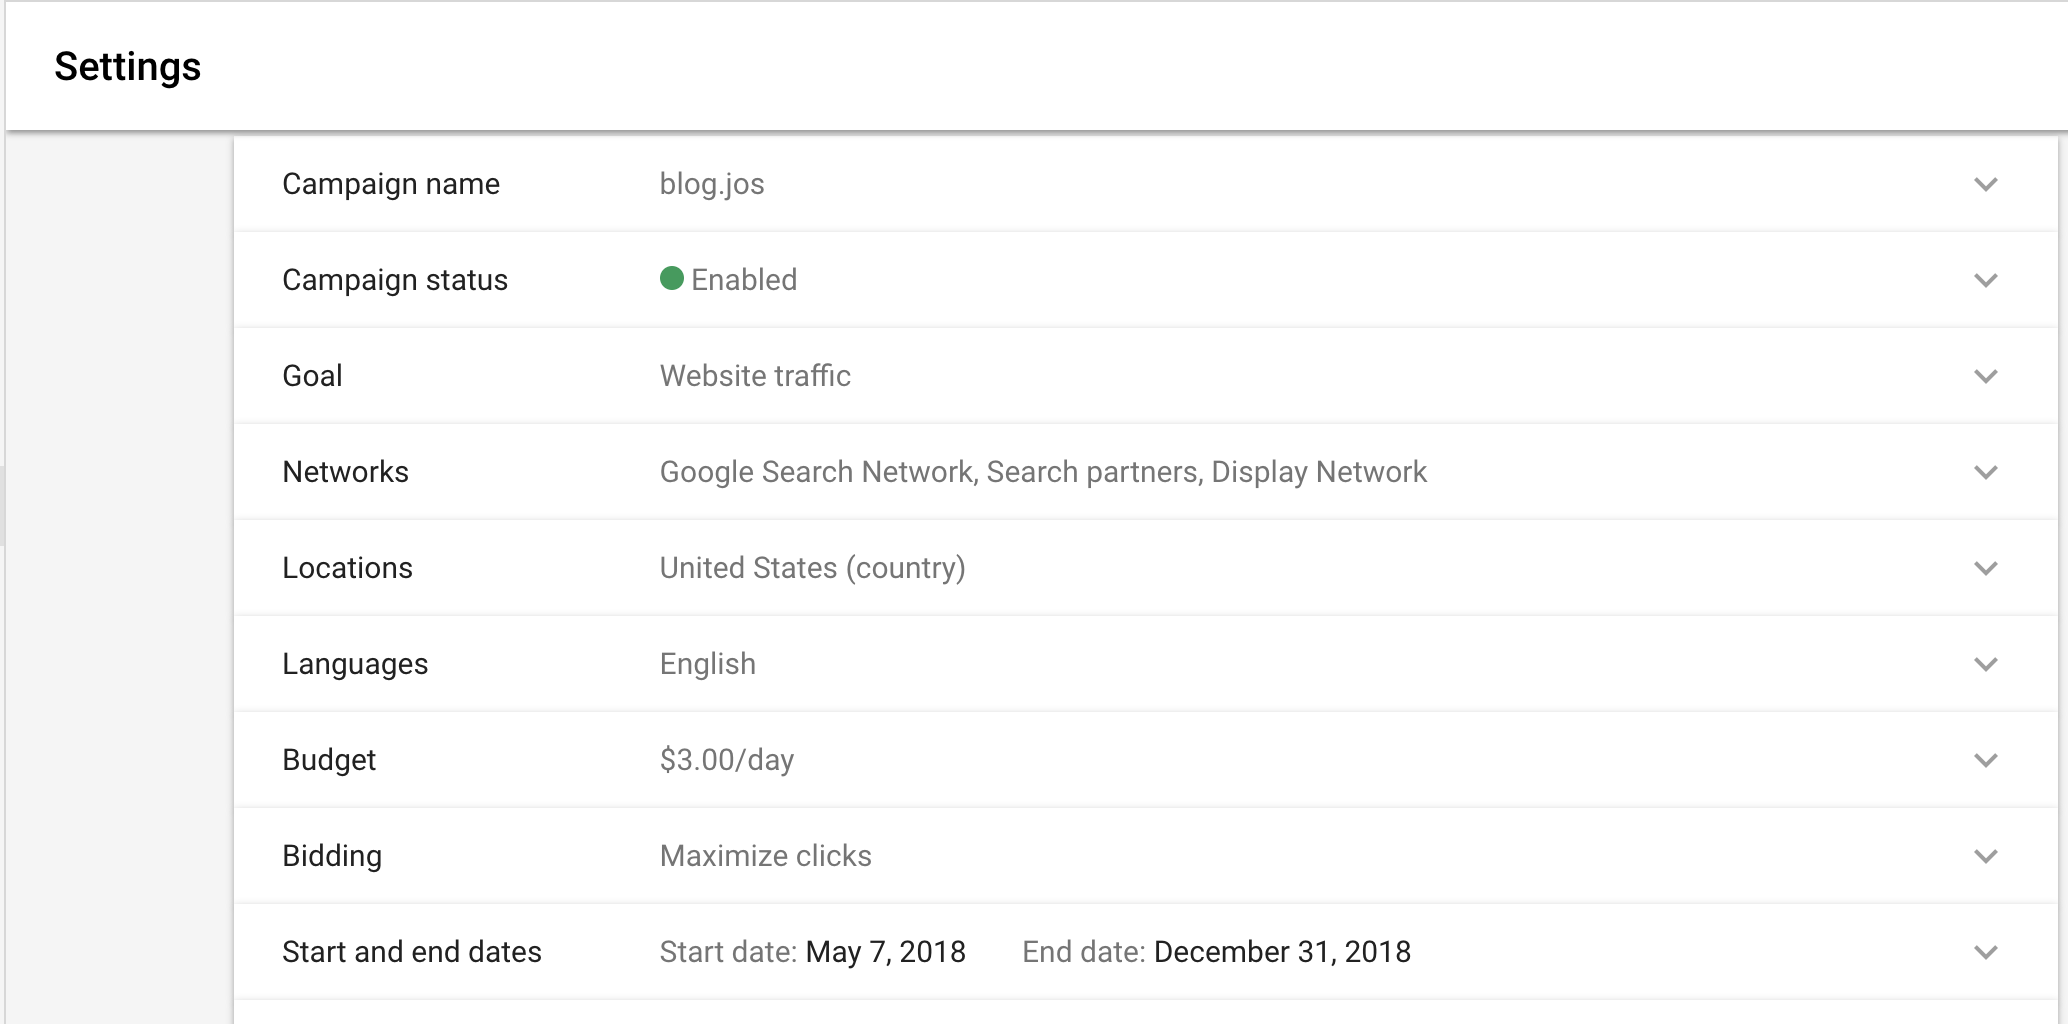 Settings
Campaign name blog.jos
Campaign status Enabled
Goal Website traffic
Networks Google Search Network, Search partners, Display Network
Locations United States (country)
Languages English
Budget $3.00/day
Bidding Maximize clicks
Start and end dates Start date: May 7, 2018 End date: December 31, 2018